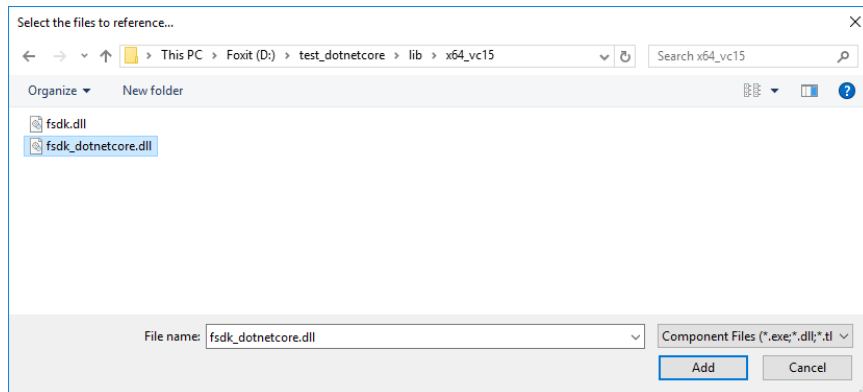 Select the files to reference...
This PC > Foxit (D:) > test_dotnetcore > lib > x64_vc15
Search x64_vc15
Organize
New folder
fsdk.dll
fsdk_dotnetcore.dll
File name: fsdk_dotnetcore.dll
Component Files (*.exe;*.dll;*.tl
Add
Cancel